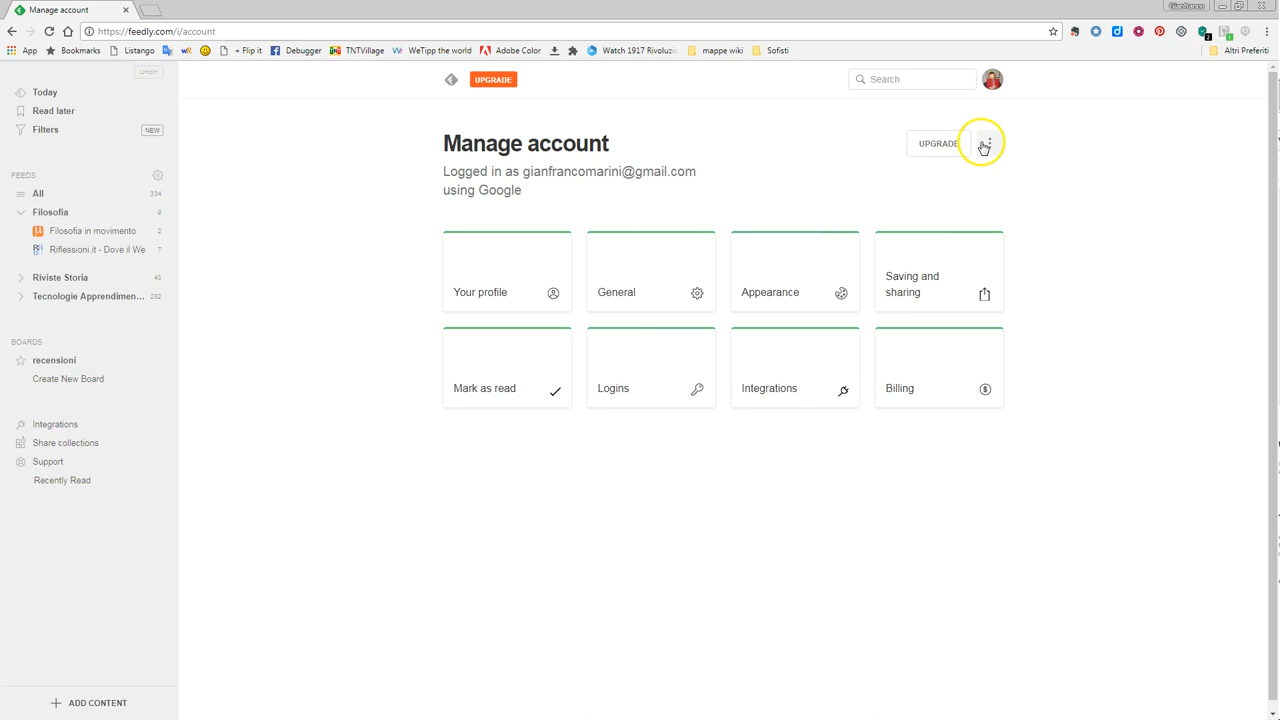 Manage account
Gianfranco
https://feedly.com/i/account
App
Bookmarks
Listango
+ Flip it
Debugger
TNTVillage
WeTipp the world
Adobe Color
Watch 1917 Rivoluzi
mappe wiki
Sofisti
Altri Preferiti
Unpin
Today
Read later
Filters
NEW
FEEDS
All 334
Filosofia 9
Filosofia in movimento 2
Riflessioni.it - Dove il We 7
Riviste Storia 43
Tecnologie Apprendimen... 282
BOARDS
recensioni
Create New Board
Integrations
Share collections
Support
Recently Read
ADD CONTENT
UPGRADE
Search
Manage account
UPGRADE
Logged in as gianfrancomarini@gmail.com
using Google
Your profile
General
Appearance
Saving and
sharing
Mark as read
Logins
Integrations
Billing